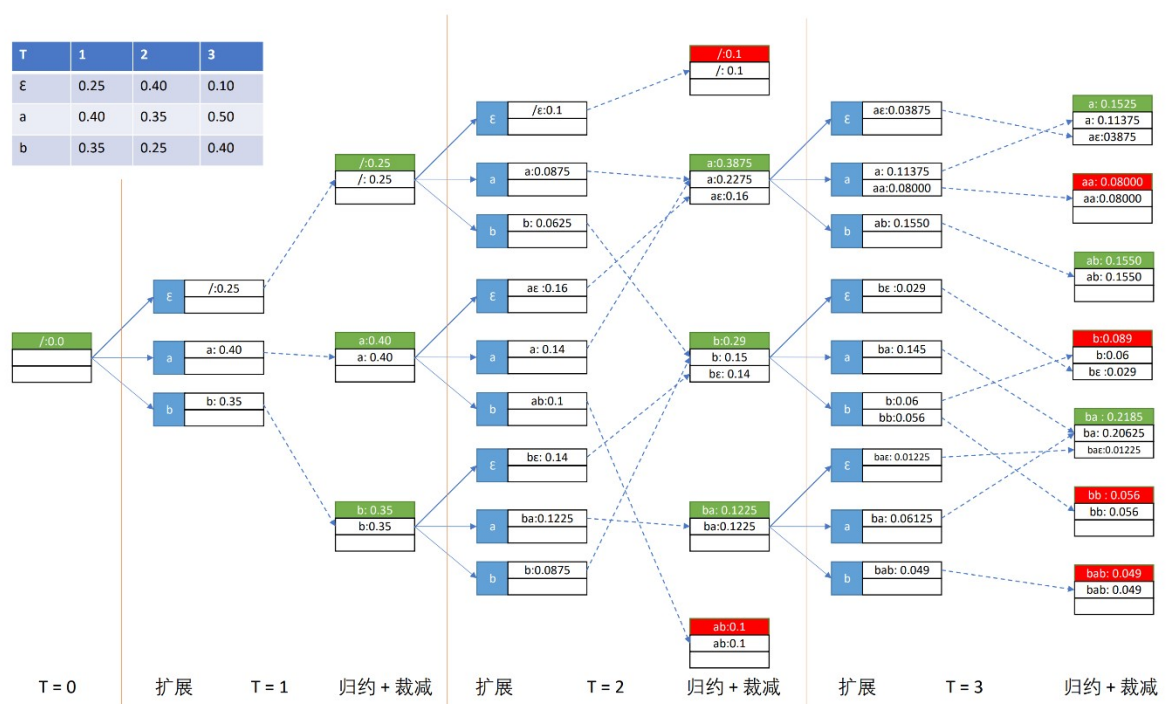 T 1 2 3
ε 0.25 0.40 0.10
a 0.40 0.35 0.50
b 0.35 0.25 0.40
/:0.0
ε
/:0.25
a
a: 0.40
b
b: 0.35
/:0.25
/: 0.25
a:0.40
a: 0.40
b: 0.35
b:0.35
ε
/ε:0.1
a
a:0.0875
b
b: 0.0625
ε
aε :0.16
a
a: 0.14
b
ab:0.1
ε
bε: 0.14
a
ba:0.1225
b
b:0.0875
/:0.1
/: 0.1
a:0.3875
a:0.2275
aε:0.16
b:0.29
b: 0.15
bε: 0.14
ba: 0.1225
ba:0.1225
ab:0.1
ab:0.1
ε
aε:0.03875
a
a: 0.11375
aa:0.08000
b
ab: 0.1550
ε
bε :0.029
a
ba: 0.145
b
b:0.06
bb:0.056
ε
baε: 0.01225
a
ba: 0.06125
b
bab: 0.049
a: 0.1525
a: 0.11375
aε:03875
aa: 0.08000
aa:0.08000
ab: 0.1550
ab: 0.1550
b:0.089
b:0.06
bε :0.029
ba : 0.2185
ba: 0.20625
baε:0.01225
bb : 0.056
bb: 0.056
bab: 0.049
bab: 0.049
T = 0 扩展 T = 1 归约 + 裁减 扩展 T = 2 归约 + 裁减 扩展 T = 3 归约 + 裁减